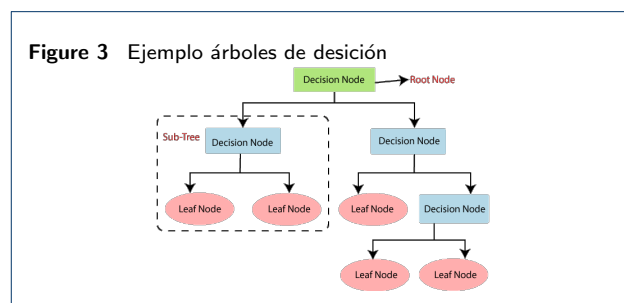 Figure 3 Ejemplo árboles de desición
Decision Node
Root Node
Sub-Tree
Decision Node
Decision Node
Leaf Node
Leaf Node
Leaf Node
Decision Node
Leaf Node
Leaf Node